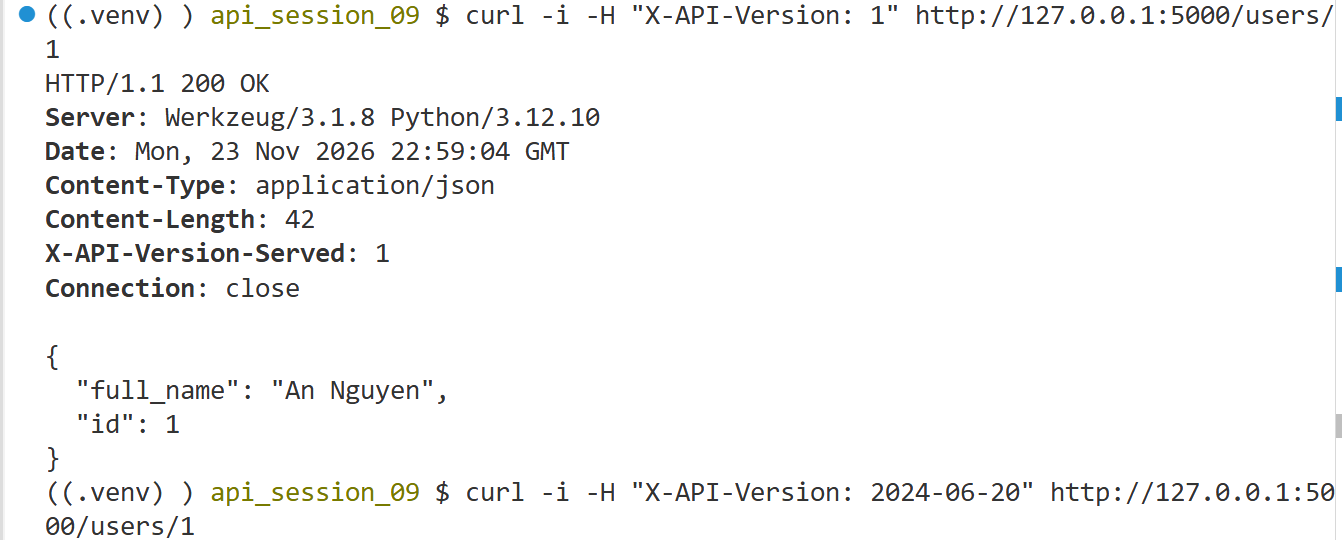 ((.venv) ) api_session_09 $ curl -i -H "X-API-Version: 1" http://127.0.0.1:5000/users/
1
HTTP/1.1 200 OK
Server: Werkzeug/3.1.8 Python/3.12.10
Date: Mon, 23 Nov 2026 22:59:04 GMT
Content-Type: application/json
Content-Length: 42
X-API-Version-Served: 1
Connection: close

{
  "full_name": "An Nguyen",
  "id": 1
}
((.venv) ) api_session_09 $ curl -i -H "X-API-Version: 2024-06-20" http://127.0.0.1:50
00/users/1